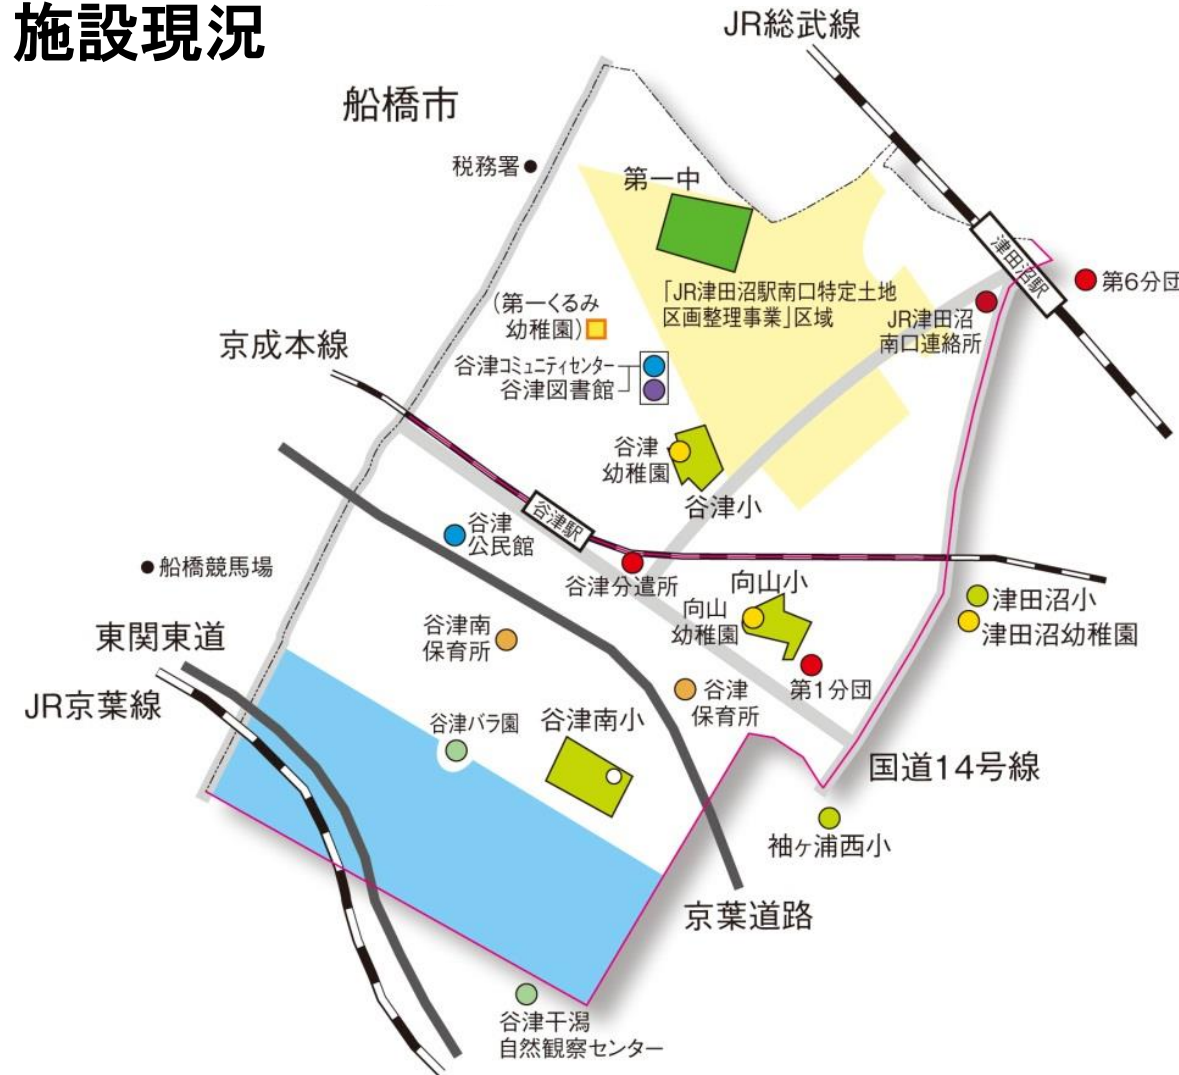 施設現況
JR総武線
船橋市
税務署
第一中
津田沼駅
第6分団
「JR津田沼駅南口特定土地
区画整理事業」区域
JR津田沼
南口連絡所
(第一くるみ
幼稚園)
京成本線
谷津コミュニティセンター
谷津図書館
谷津
幼稚園
谷津小
谷津駅
谷津
公民館
船橋競馬場
谷津分遣所
向山小
向山
幼稚園
津田沼小
津田沼幼稚園
東関東道
谷津南
保育所
JR京葉線
谷津
保育所
第1分団
谷津バラ園
谷津南小
国道14号線
袖ヶ浦西小
京葉道路
谷津干潟
自然観察センター